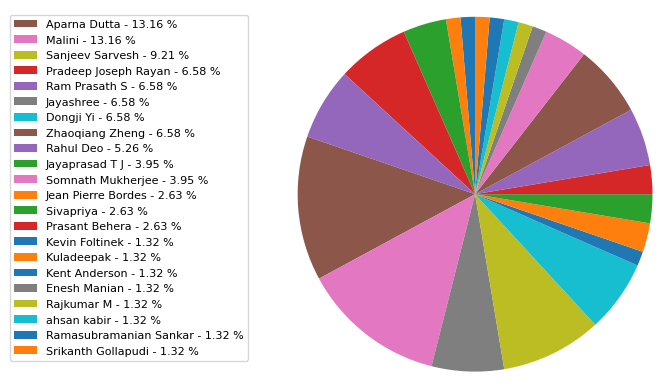 Aparna Dutta - 13.16 %
Malini - 13.16 %
Sanjeev Sarvesh - 9.21 %
Pradeep Joseph Rayan - 6.58 %
Ram Prasath S - 6.58 %
Jayashree - 6.58 %
Dongji Yi - 6.58 %
Zhaoqiang Zheng - 6.58 %
Rahul Deo - 5.26 %
Jayaprasad T J - 3.95 %
Somnath Mukherjee - 3.95 %
Jean Pierre Bordes - 2.63 %
Sivapriya - 2.63 %
Prasant Behera - 2.63 %
Kevin Foltinek - 1.32 %
Kuladeepak - 1.32 %
Kent Anderson - 1.32 %
Enesh Manian - 1.32 %
Rajkumar M - 1.32 %
ahsan kabir - 1.32 %
Ramasubramanian Sankar - 1.32 %
Srikanth Gollapudi - 1.32 %